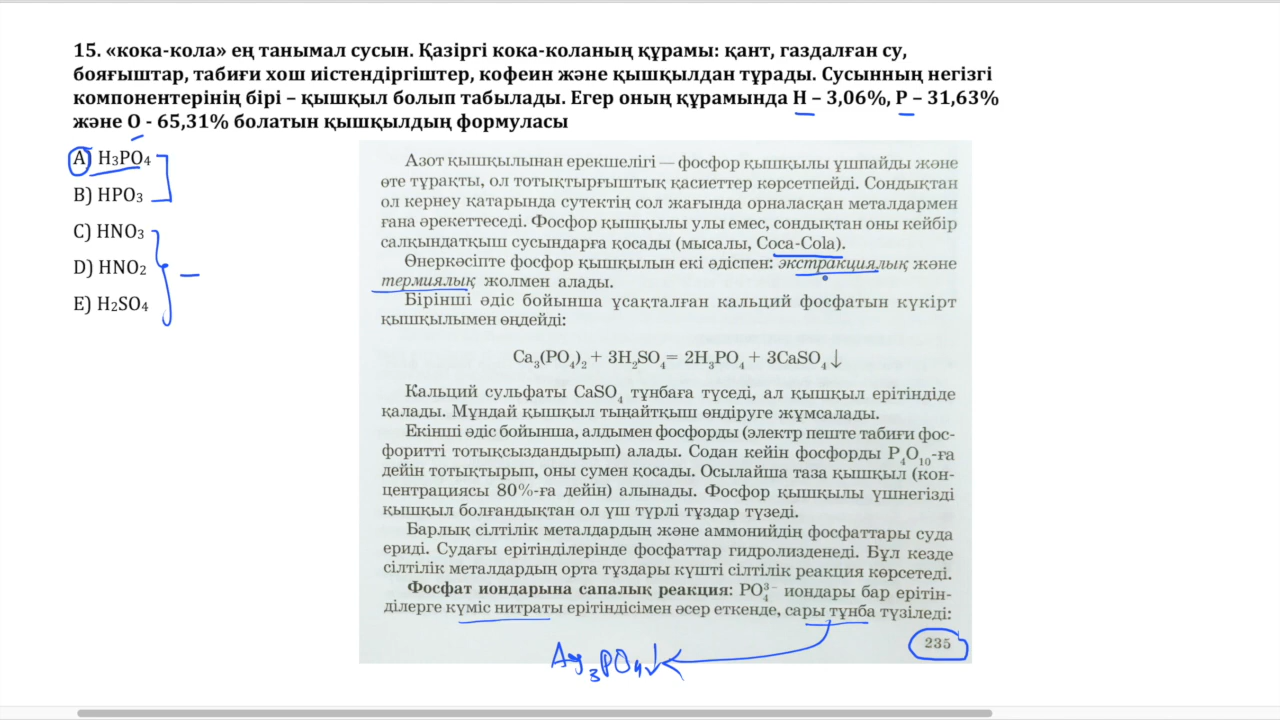 15. «кока-кола» ең танымал сусын. Қазіргі кока-коланың құрамы: қант, газдалған су,
бояғыштар, табиғи хош иістендіргіштер, кофеин және қышқылдан тұрады. Сусынның негізгі
компонентерінің бірі – қышқыл болып табылады. Егер оның құрамында H – 3,06%, P – 31,63%
және O - 65,31% болатын қышқылдың формуласы
A) H3PO4
B) HPO3
C) HNO3
D) HNO2
E) H2SO4
Азот қышқылынан ерекшелігі — фосфор қышқылы ұшпайды және
өте тұрақты, ол тотықтырғыштық қасиеттер көрсетпейді. Сондықтан
ол кернеу қатарында сутектің сол жағында орналасқан металдармен
ғана әрекеттеседі. Фосфор қышқылы улы емес, сондықтан оны кейбір
салқындатқыш сусындарға қосады (мысалы, Coca-Cola).
Өнеркәсіпте фосфор қышқылын екі әдіспен: экстракциялық және
термиялық жолмен алады.
Бірінші әдіс бойынша ұсақталған кальций фосфатын күкірт
қышқылымен өңдейді:
Ca3(PO4)2 + 3H2SO4 = 2H3PO4 + 3CaSO4↓
Кальций сульфаты CaSO4 тұнбаға түседі, ал қышқыл ерітіндіде
қалады. Мұндай қышқыл тыңайтқыш өндіруге жұмсалады.
Екінші әдіс бойынша, алдымен фосфорды (электр пеште табиғи фос-
форитті тотықсыздандырып) алады. Содан кейін фосфорды P4O10-ға
дейін тотықтырып, оны сумен қосады. Осылайша таза қышқыл (кон-
центрациясы 80%-ға дейін) алынады. Фосфор қышқылы үшнегізді
қышқыл болғандықтан ол үш түрлі тұздар түзеді.
Барлық сілтілік металдардың және аммонийдің фосфаттары суда
ериді. Судағы ерітінділерінде фосфаттар гидролизденеді. Бұл кезде
сілтілік металдардың орта тұздары күшті сілтілік реакция көрсетеді.
Фосфат иондарына сапалық реакция: PO43– иондары бар ерітін-
ділерге күміс нитраты ерітіндісімен әсер еткенде, сары тұнба түзіледі:
235
Ag3PO4↓